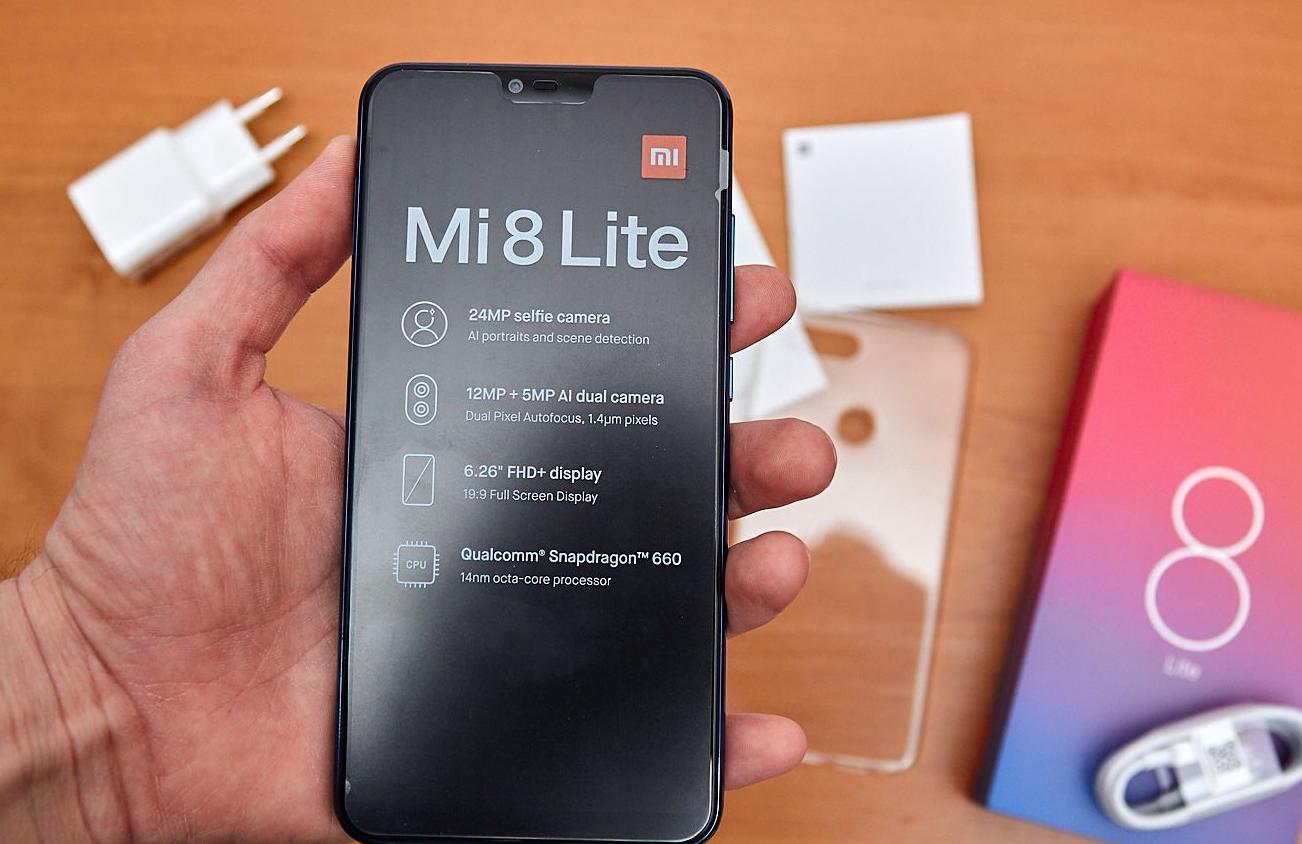 mi
Mi 8 Lite
24MP selfie camera
AI portraits and scene detection
12MP + 5MP AI dual camera
Dual Pixel Autofocus, 1.4μm pixels
6.26" FHD+ display
19:9 Full Screen Display
CPU
Qualcomm® Snapdragon™ 660
14nm octa-core processor
8
Lite